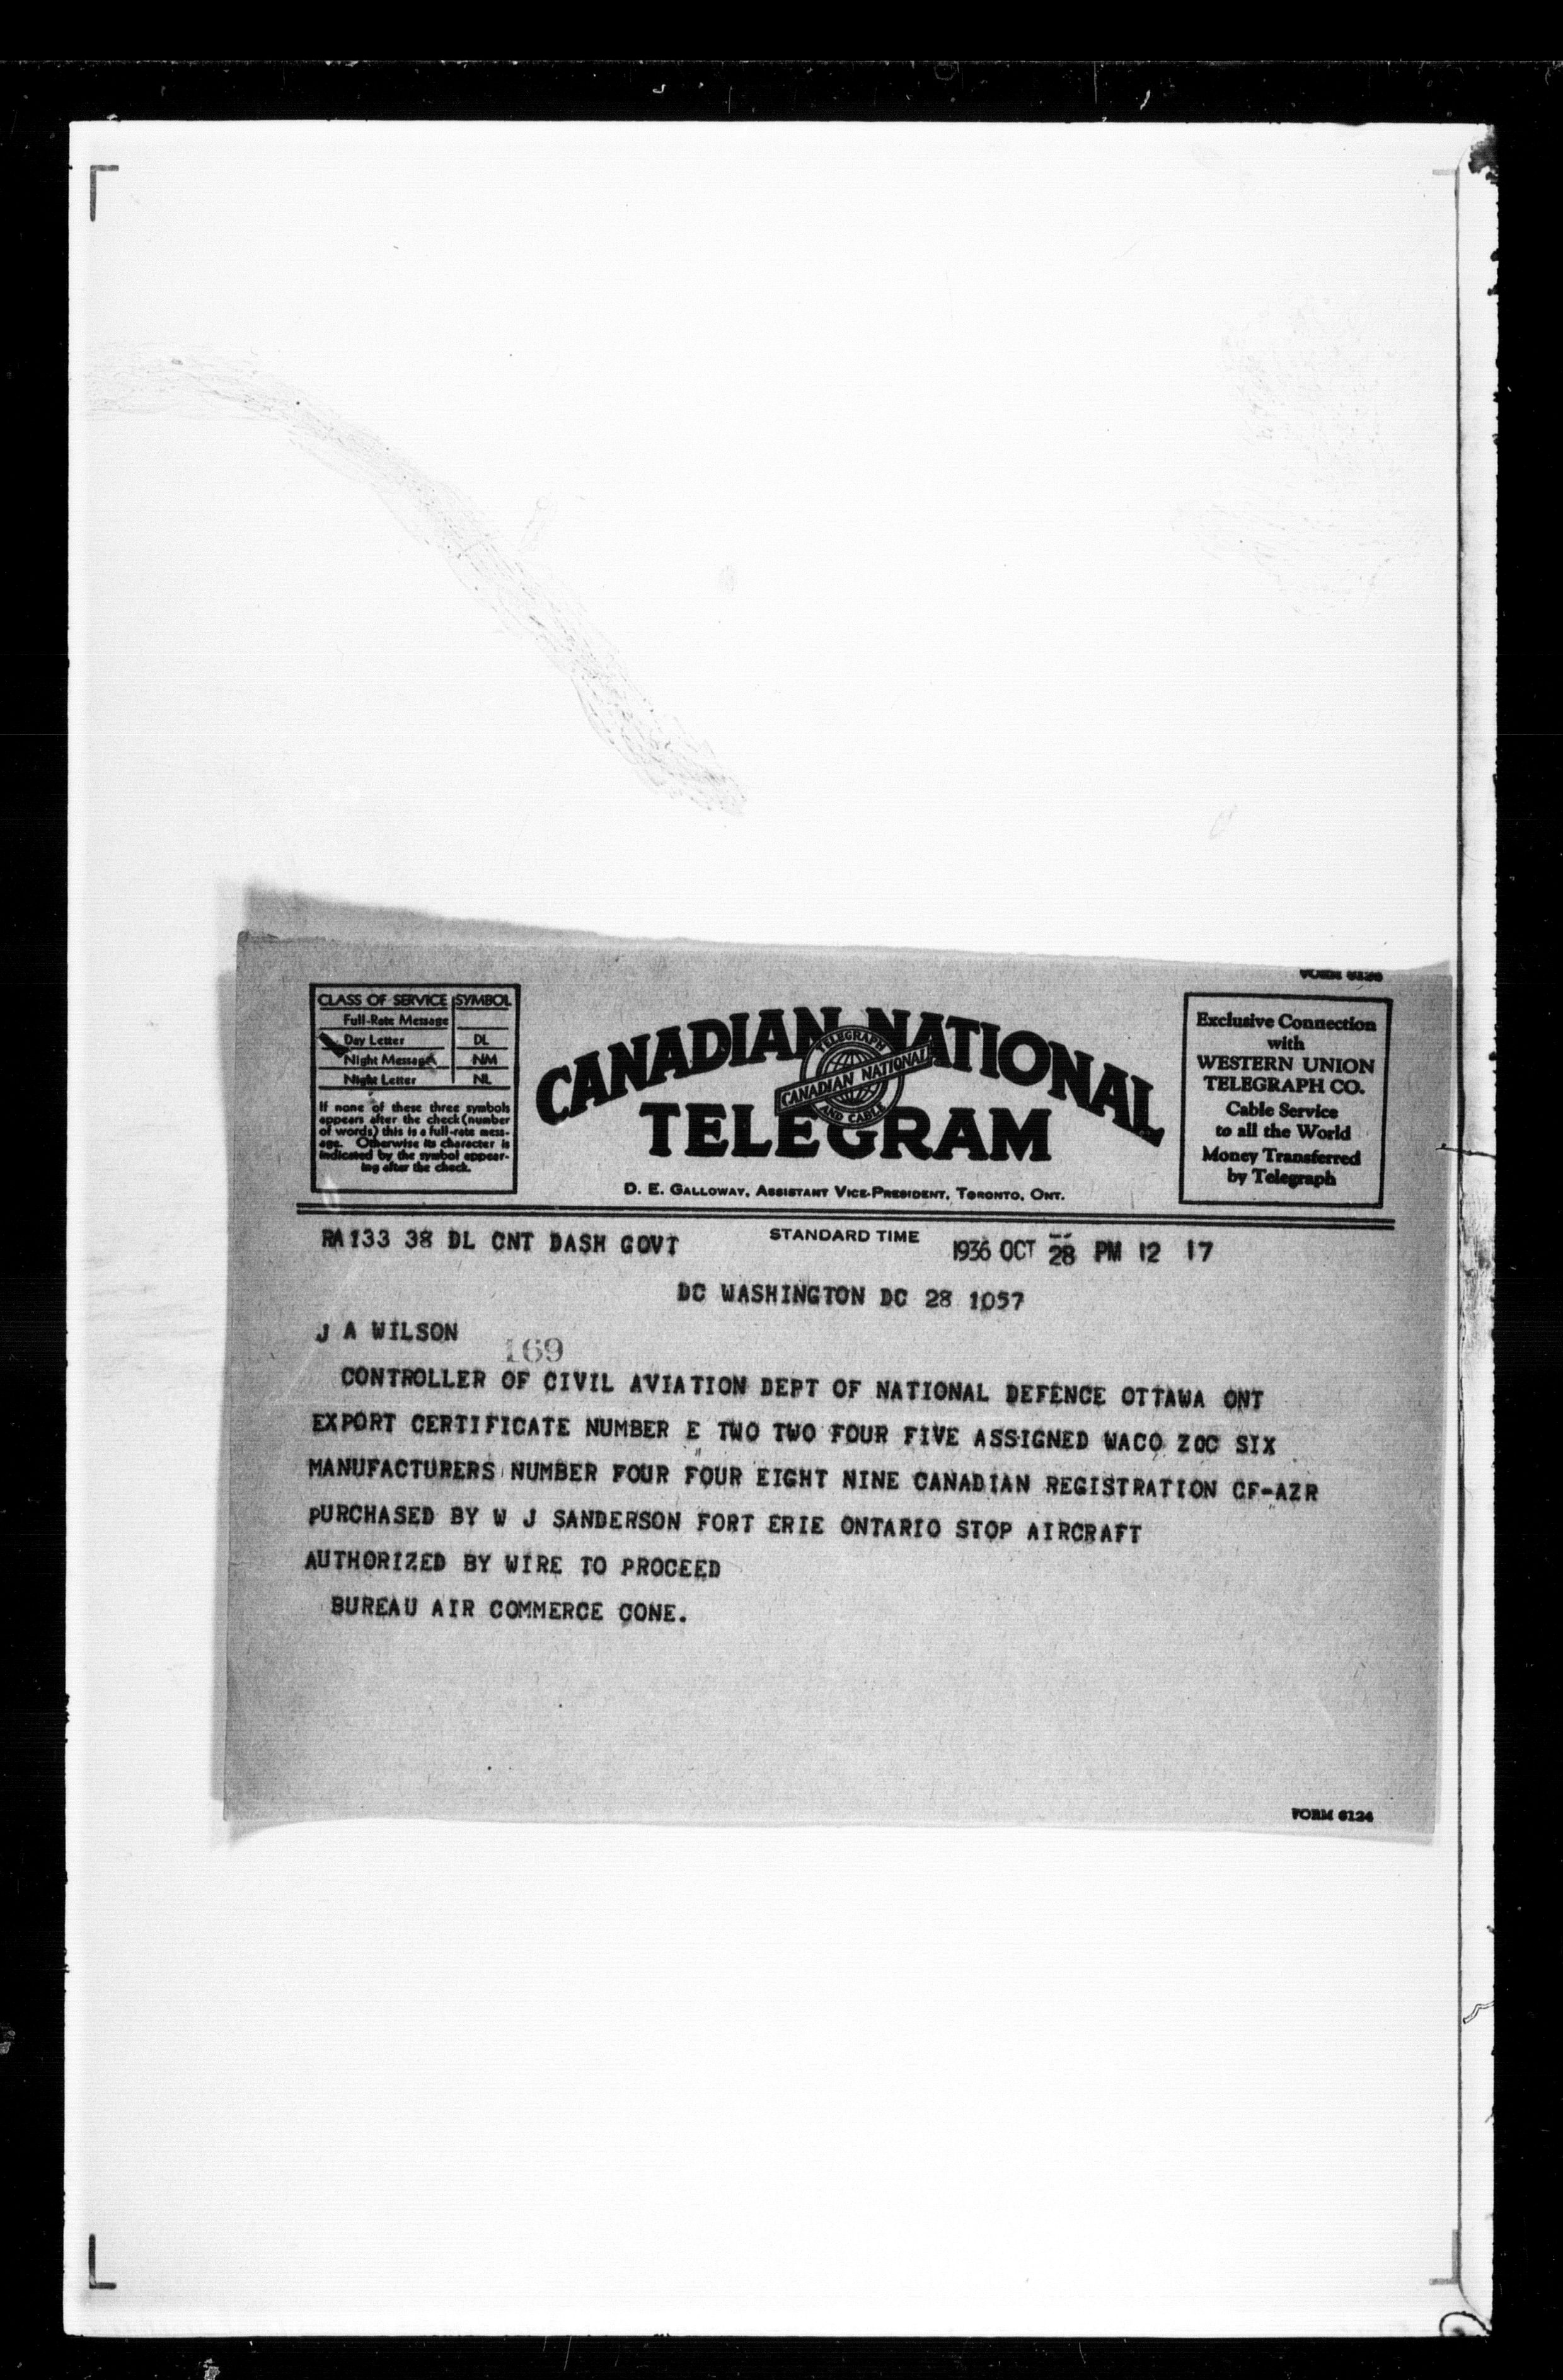 FORM 6124
CLASS OF SERVICE SYMBOL
Full-Rate Message
Day Letter DL
Night Message NM
Night Letter NL
If none of these three symbols
appears after the check (number
of words) this is a full-rate mess-
age. Otherwise its character is
indicated by the symbol appear-
ing after the check.
CANADIAN NATIONAL
TELEGRAPH
CANADIAN NATIONAL
AND CABLE
TELEGRAM
D. E. GALLOWAY, ASSISTANT VICE-PRESIDENT, TORONTO, ONT.
Exclusive Connection
with
WESTERN UNION
TELEGRAPH CO.
Cable Service
to all the World
Money Transferred
by Telegraph
RA133 38 DL CNT DASH GOVT STANDARD TIME 1936 OCT 28 PM 12 17
DC WASHINGTON DC 28 1057
J A WILSON
169
CONTROLLER OF CIVIL AVIATION DEPT OF NATIONAL DEFENCE OTTAWA ONT
EXPORT CERTIFICATE NUMBER E TWO TWO FOUR FIVE ASSIGNED WACO ZOC SIX
MANUFACTURERS NUMBER FOUR FOUR EIGHT NINE CANADIAN REGISTRATION CF-AZR
PURCHASED BY W J SANDERSON FORT ERIE ONTARIO STOP AIRCRAFT
AUTHORIZED BY WIRE TO PROCEED
BUREAU AIR COMMERCE CONE.
FORM 6124